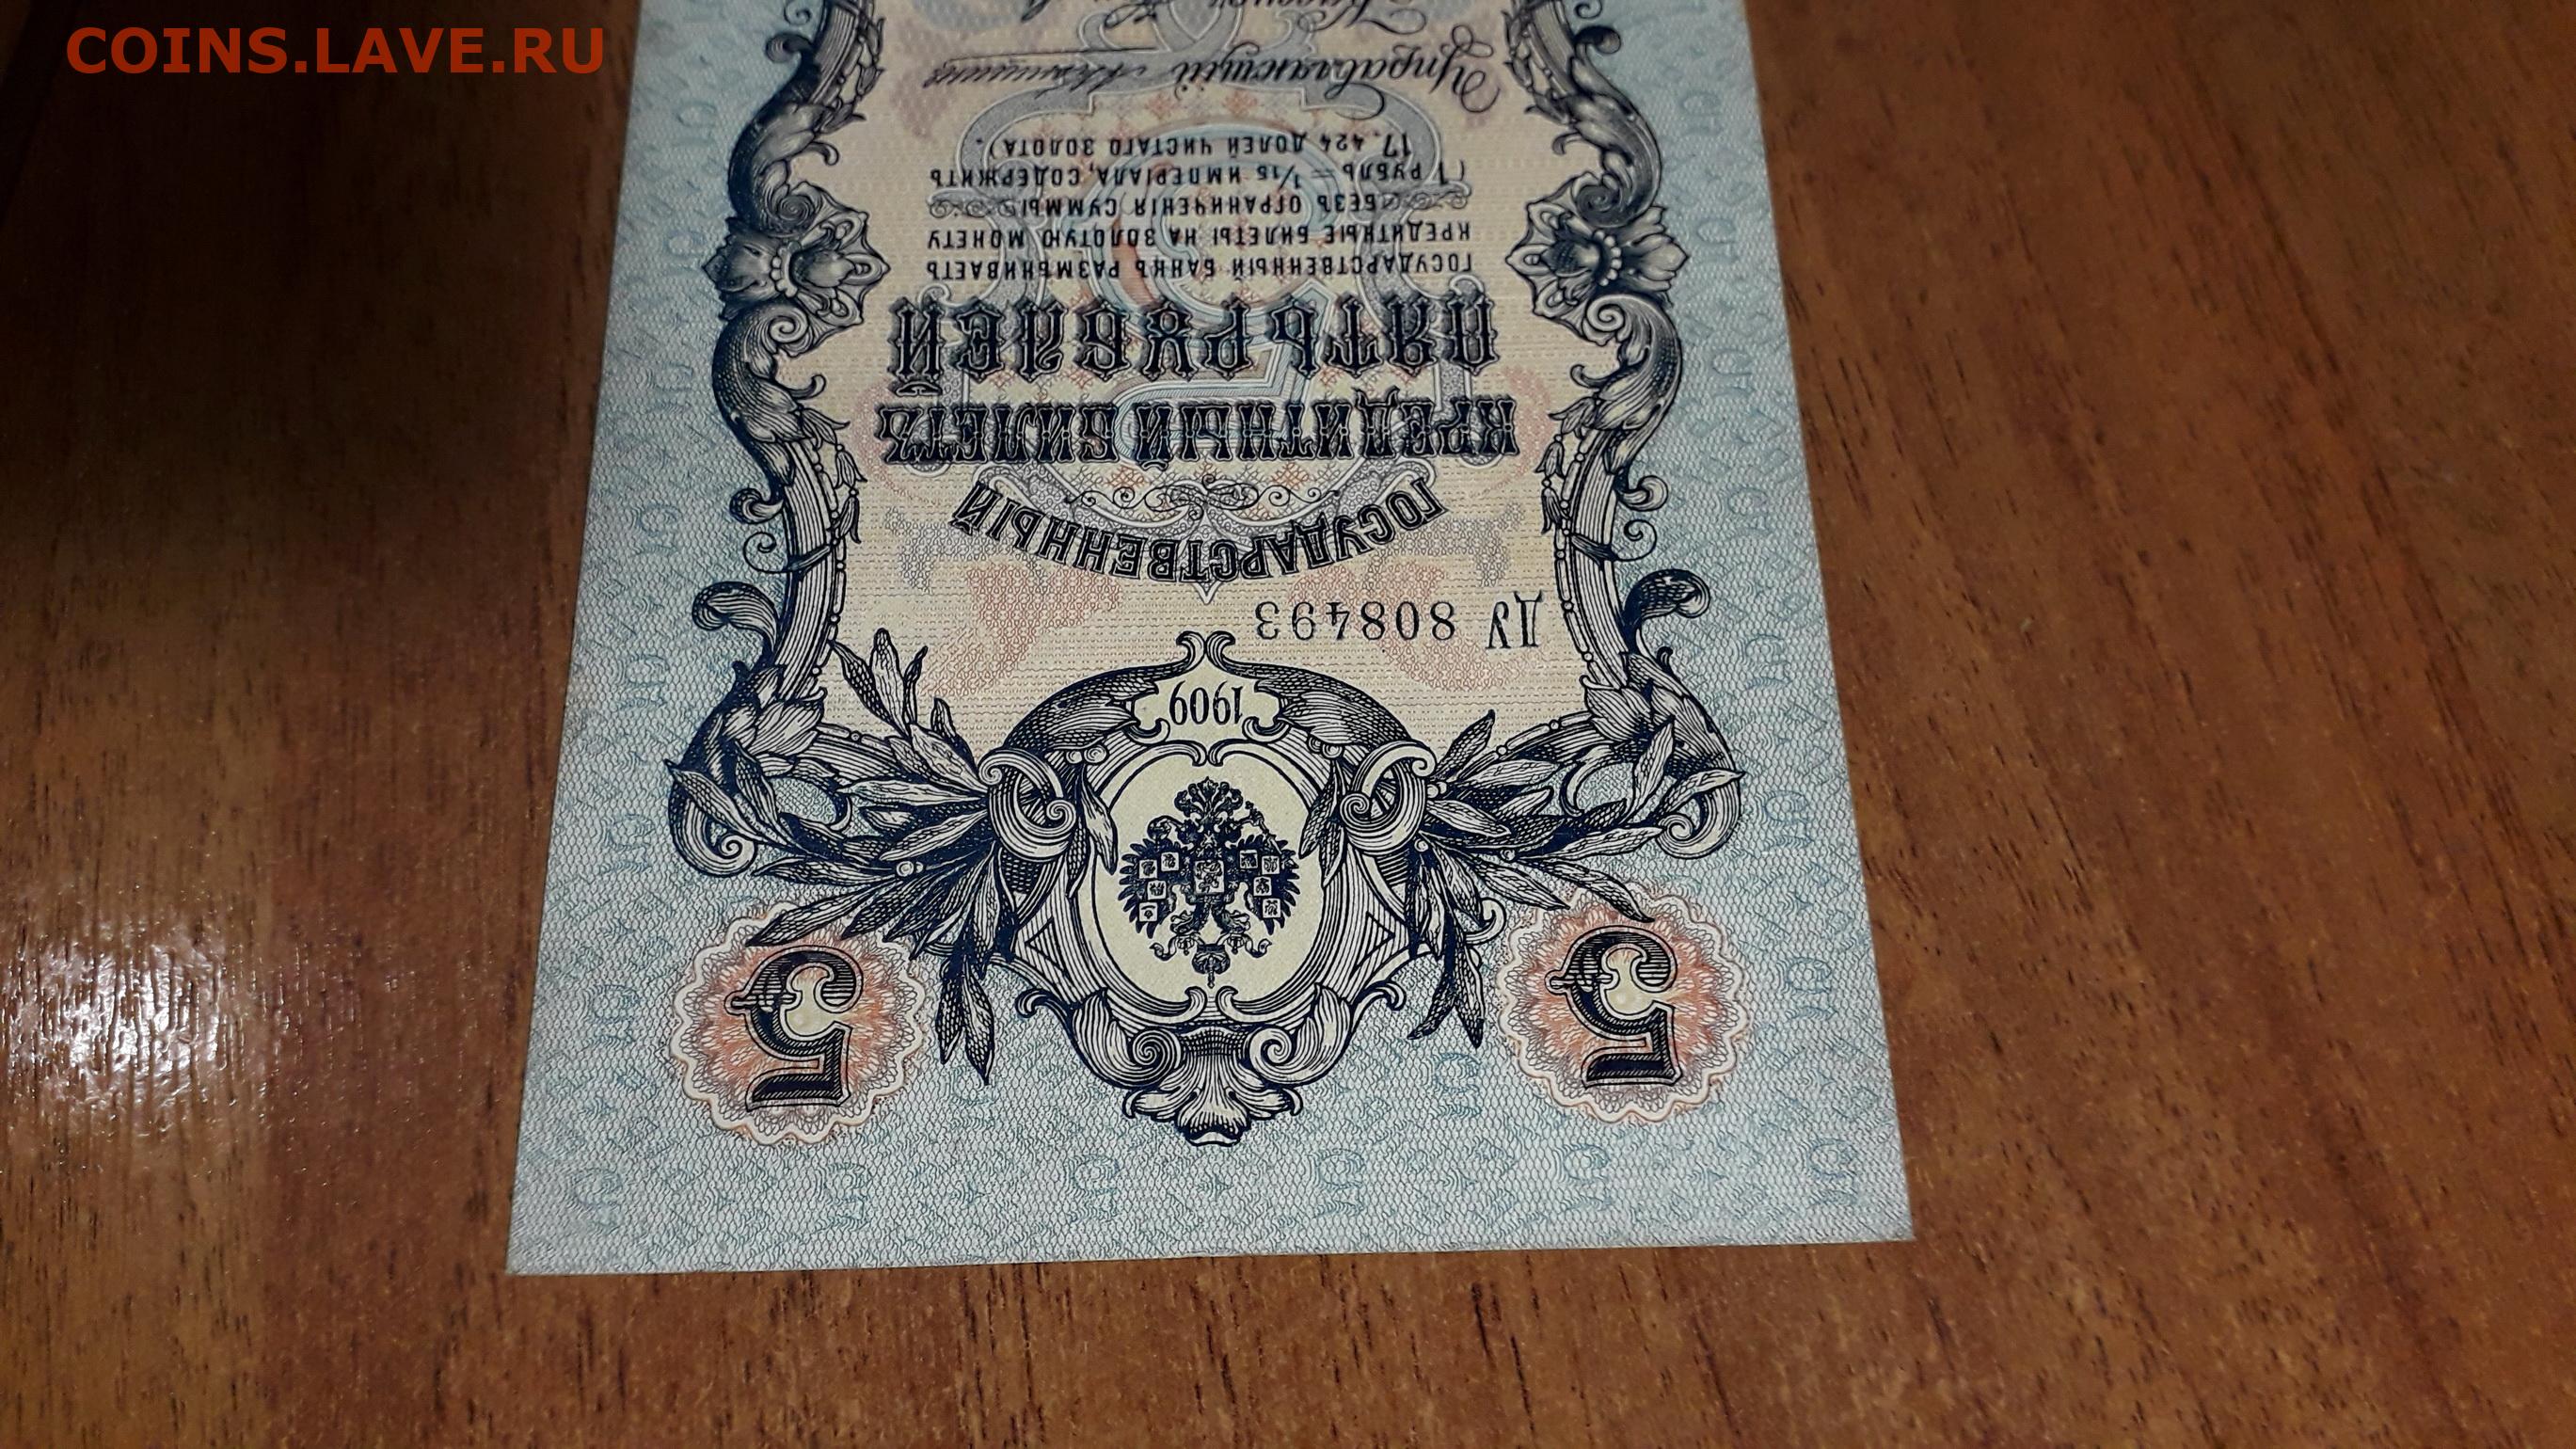 COINS.LAVE.RU
5
5
1909
ДУ 808493
ГОСУДАРСТВЕННЫЙ
КРЕДИТНЫЙ БИЛЕТЪ
ПЯТЬ РУБЛЕЙ
ГОСУДАРСТВЕННЫЙ БАНКЪ РАЗМѢНИВАЕТЪ
КРЕДИТНЫЕ БИЛЕТЫ НА ЗОЛОТУЮ МОНЕТУ
БЕЗЪ ОГРАНИЧЕНІЯ СУММЫ
(1 РУБЛЬ = 1/15 ИМПЕРІАЛА, СОДЕРЖИТЪ
17,424 ДОЛЕЙ ЧИСТАГО ЗОЛОТА).
Управляющій